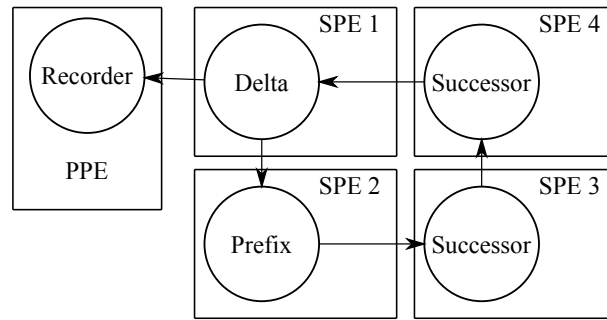 SPE 1
SPE 4
Recorder
Delta
Successor
PPE
SPE 2
SPE 3
Prefix
Successor